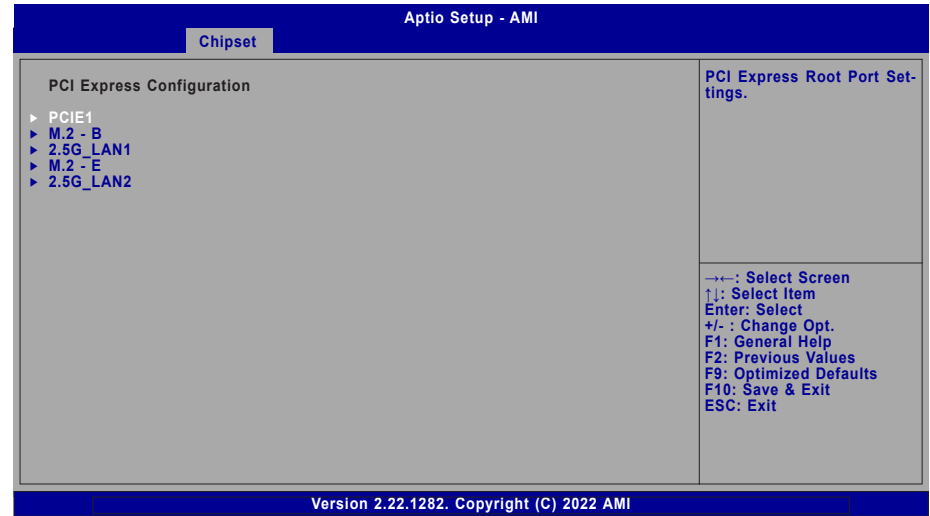 Aptio Setup - AMI
Chipset
PCI Express Configuration
▶ PCIE1
▶ M.2 - B
▶ 2.5G_LAN1
▶ M.2 - E
▶ 2.5G_LAN2
PCI Express Root Port Set-
tings.
→←: Select Screen
↑↓: Select Item
Enter: Select
+/- : Change Opt.
F1: General Help
F2: Previous Values
F9: Optimized Defaults
F10: Save & Exit
ESC: Exit
Version 2.22.1282. Copyright (C) 2022 AMI